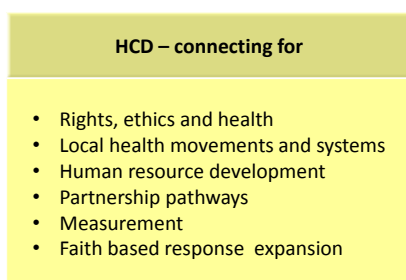 HCD – connecting for
• Rights, ethics and health
• Local health movements and systems
• Human resource development
• Partnership pathways
• Measurement
• Faith based response  expansion